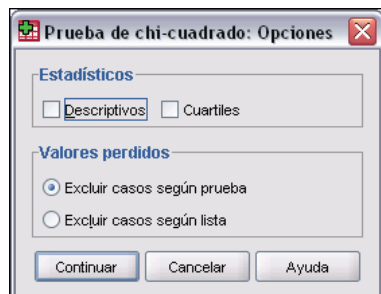 Prueba de chi-cuadrado: Opciones
Estadísticos
Descriptivos Cuartiles
Valores perdidos
Excluir casos según prueba
Excluir casos según lista
Continuar Cancelar Ayuda